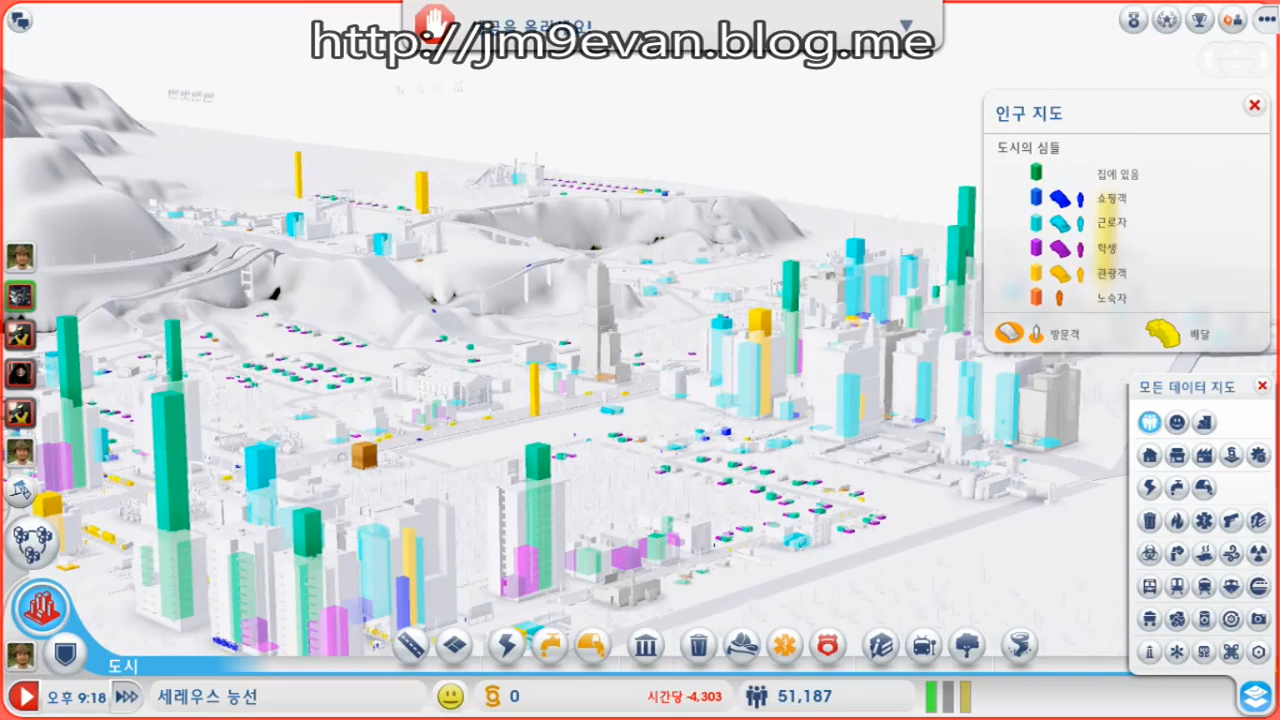 http://jm9evan.blog.me
인구 지도
도시의 심들
집에 있음
쇼핑객
근로자
학생
관광객
노숙자
방문객
배달
모든 데이터 지도
도시
오후 9:18
세레우스 능선
0
시간당 -4,303
51,187